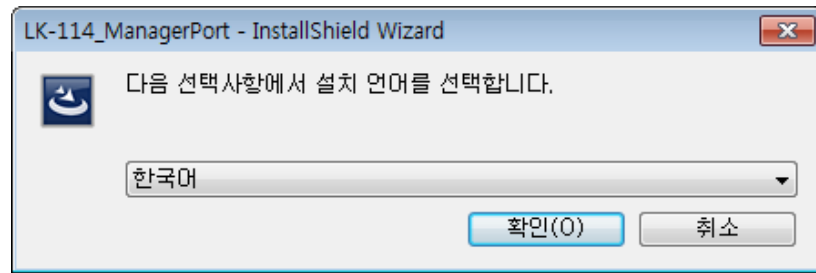 LK-114_ManagerPort - InstallShield Wizard
다음 선택사항에서 설치 언어를 선택합니다.
한국어
확인(O)
취소